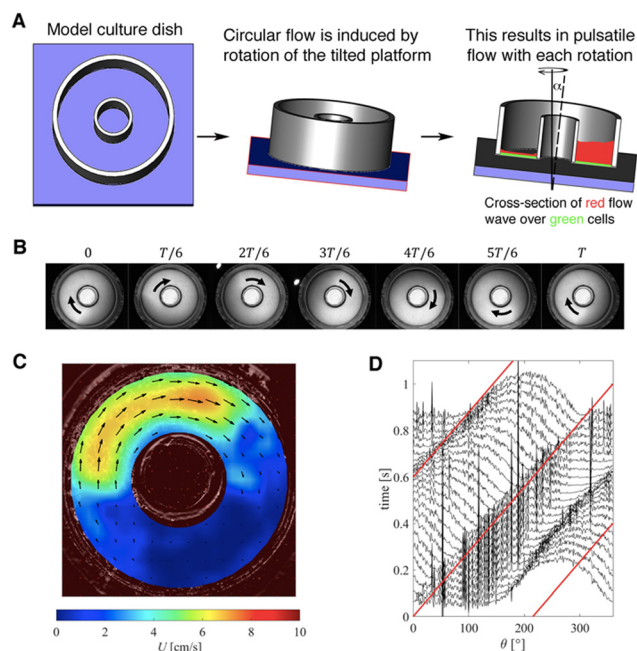 A
Model culture dish
Circular flow is induced by
rotation of the tilted platform
This results in pulsatile
flow with each rotation
α
Cross-section of red flow
wave over green cells
B
0 T/6 2T/6 3T/6 4T/6 5T/6 T
C
0 2 4 6 8 10
U [cm/s]
D
1
0.8
0.6
0.4
0.2
0
time [s]
0 100 200 300
θ [°]